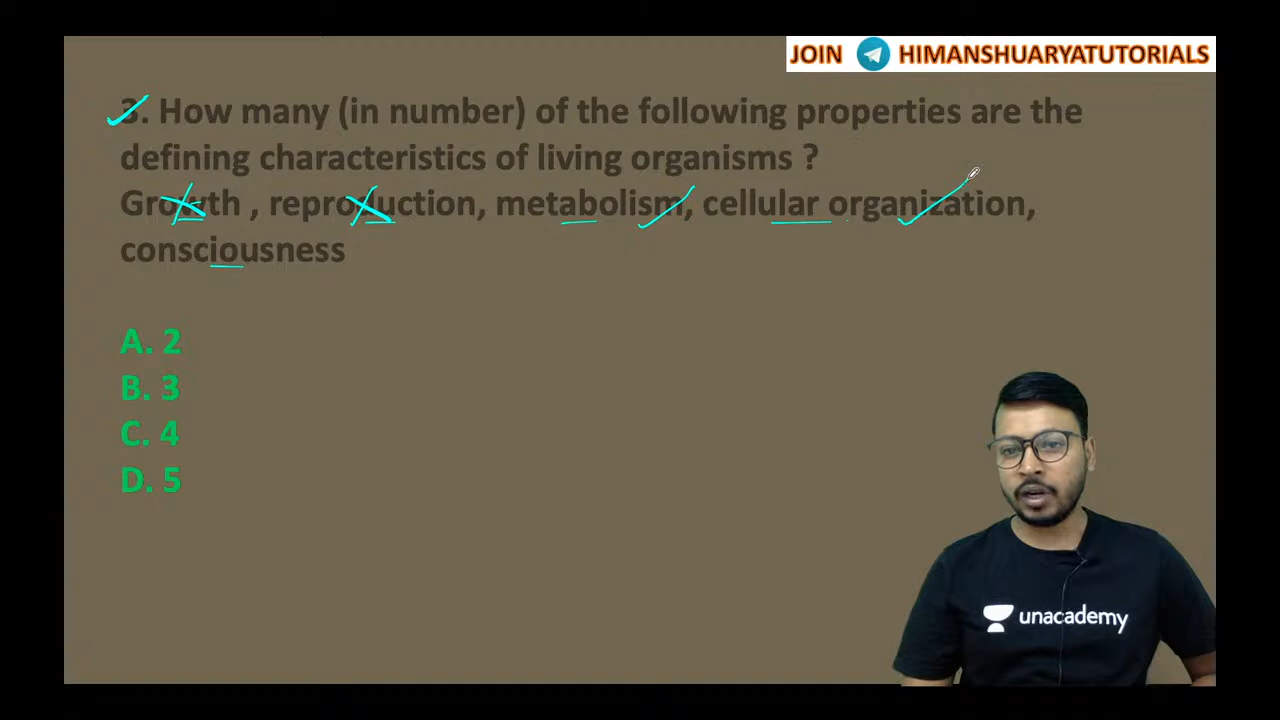 JOIN HIMANSHUARYATUTORIALS
3. How many (in number) of the following properties are the
defining characteristics of living organisms ?
Growth , reproduction, metabolism, cellular organization,
consciousness
A. 2
B. 3
C. 4
D. 5
unacademy